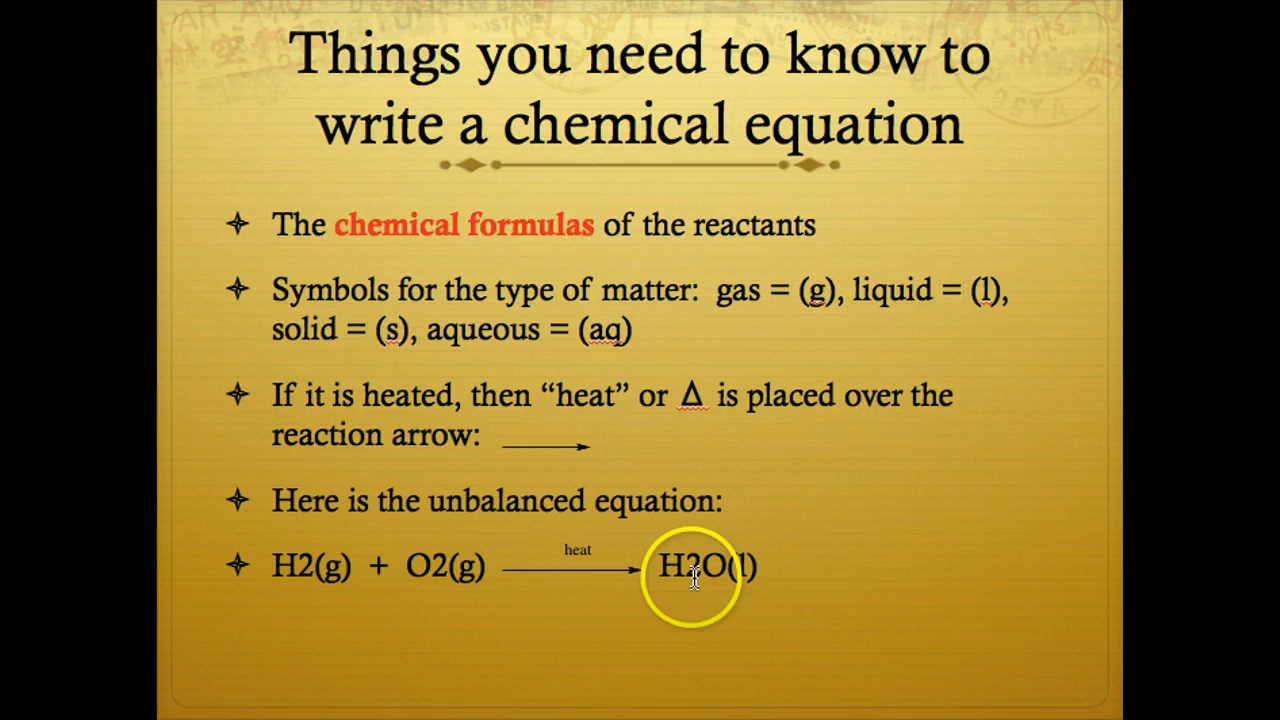 Things you need to know to
write a chemical equation
The chemical formulas of the reactants
Symbols for the type of matter:  gas = (g), liquid = (l),
solid = (s), aqueous = (aq)
If it is heated, then “heat” or Δ is placed over the
reaction arrow:
Here is the unbalanced equation:
heat
H2(g)  +  O2(g)  H2O(l)